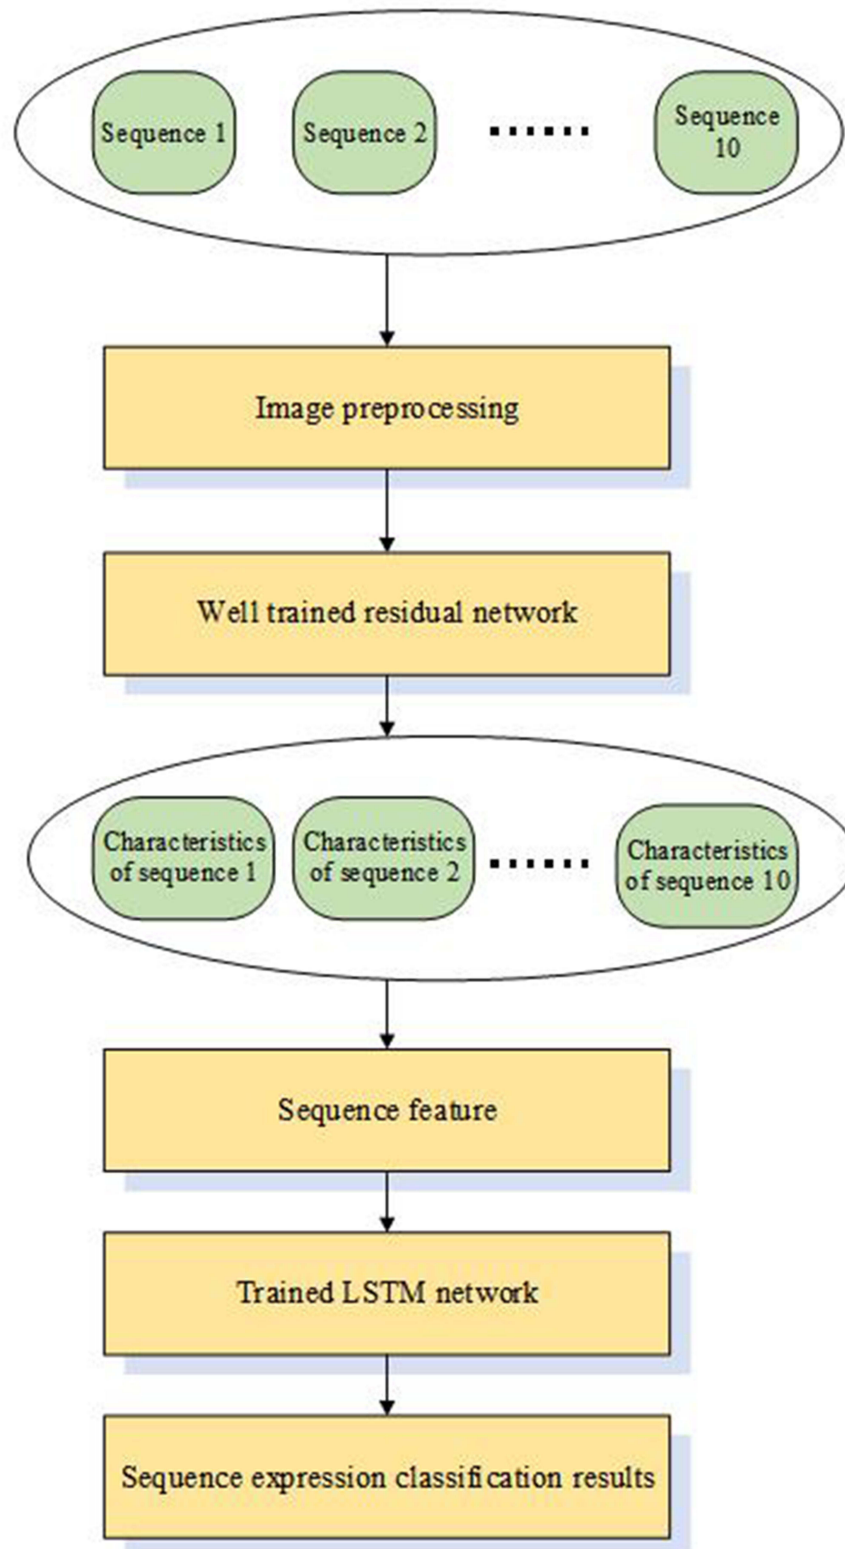 Sequence 1
Sequence 2
Sequence
10
Image preprocessing
Well trained residual network
Characteristics
of sequence 1
Characteristics
of sequence 2
Characteristics
of sequence 10
Sequence feature
Trained LSTM network
Sequence expression classification results